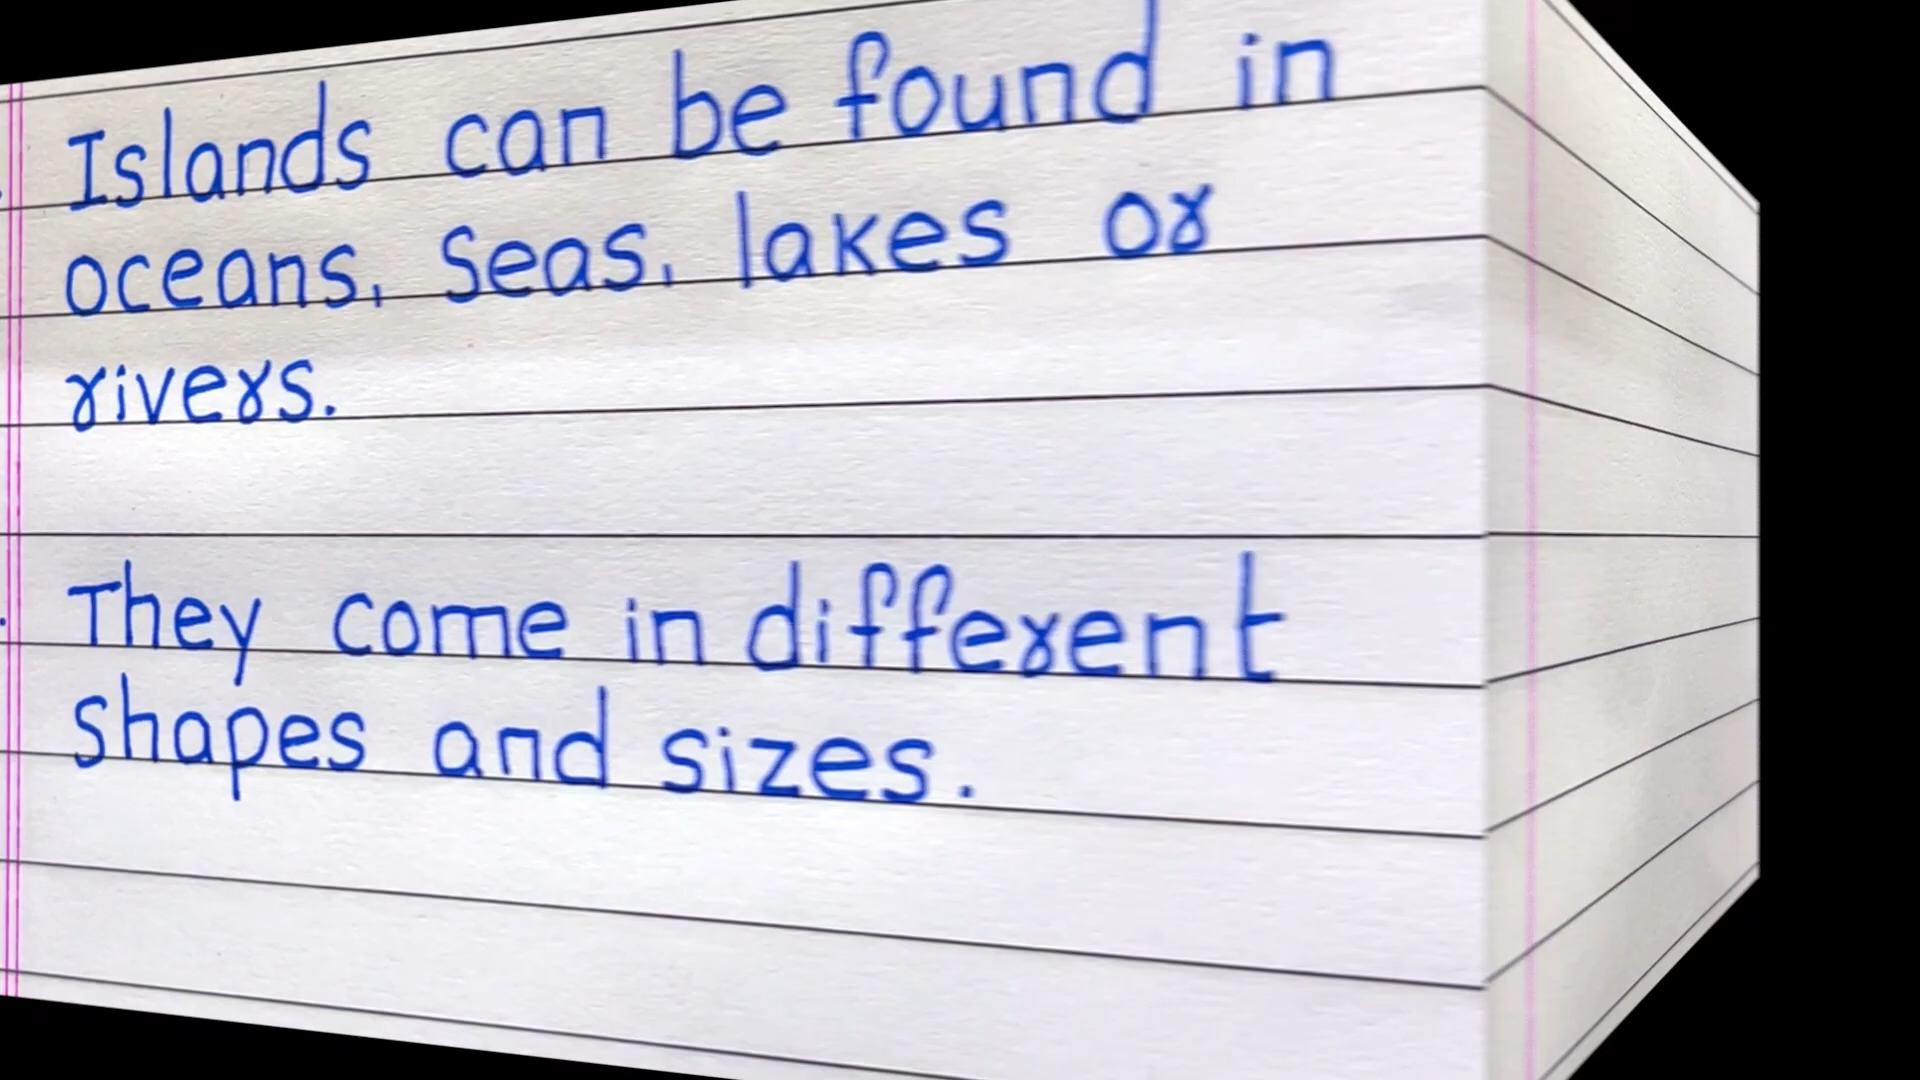 Islands can be found in
oceans, Seas, lakes or
rivers.
They come in different
shapes and sizes.